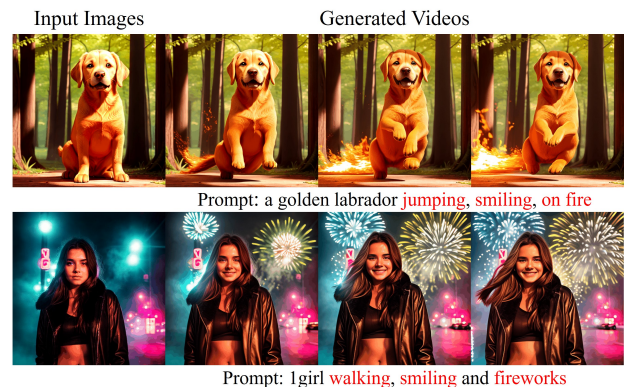 Input Images
Generated Videos
Prompt: a golden labrador jumping, smiling, on fire
Prompt: 1girl walking, smiling and fireworks